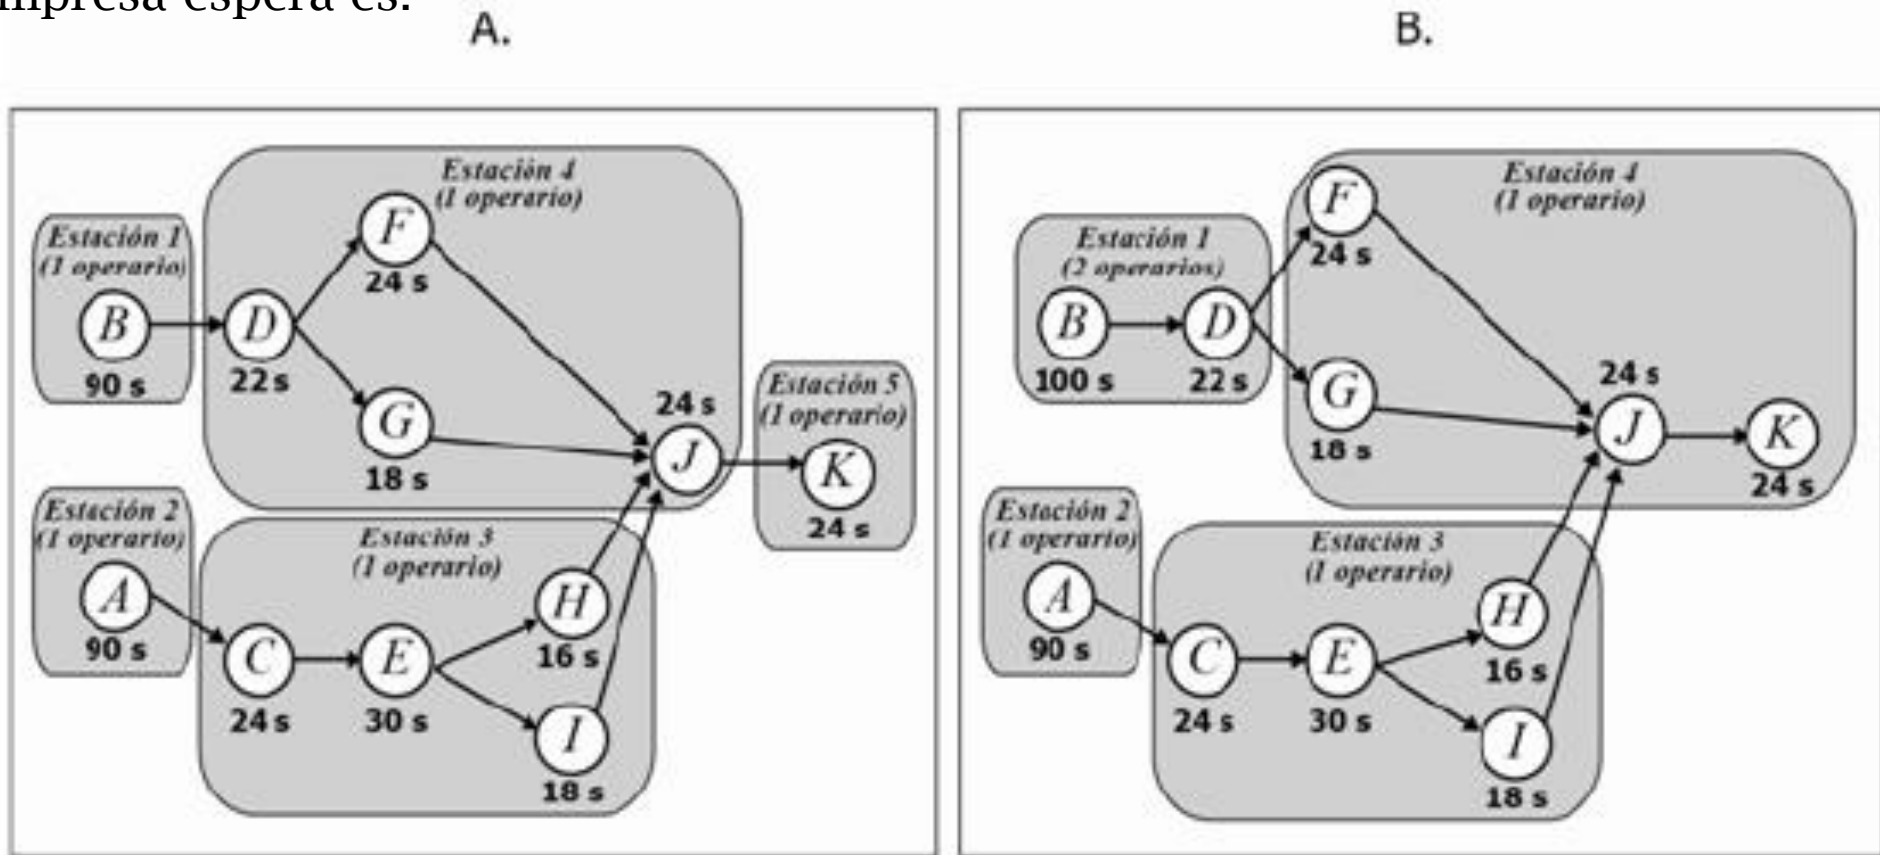 mpresa espera es:
A.
B.
Estación 4
(1 operario)
F
24 s
Estación 1
(1 operario)
B
90 s
D
22 s
G
18 s
24 s
J
Estación 5
(1 operario)
K
24 s
Estación 2
(1 operario)
A
90 s
Estación 3
(1 operario)
C
24 s
E
30 s
H
16 s
I
18 s
Estación 4
(1 operario)
F
24 s
Estación 1
(2 operarios)
B
100 s
D
22 s
G
18 s
24 s
J
K
24 s
Estación 2
(1 operario)
A
90 s
Estación 3
(1 operario)
C
24 s
E
30 s
H
16 s
I
18 s